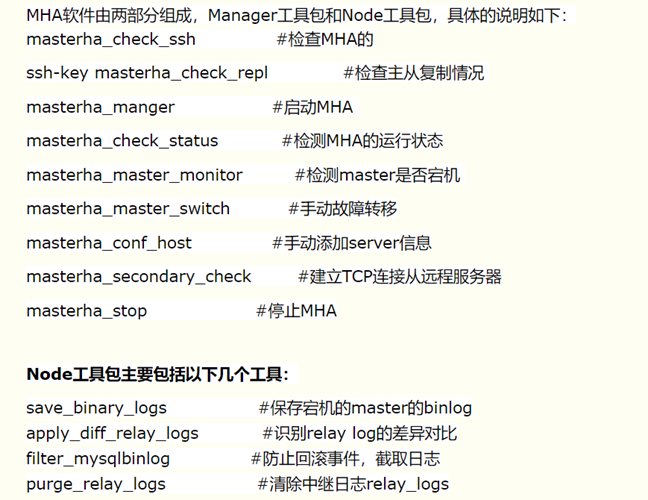 MHA软件由两部分组成，Manager工具包和Node工具包，具体的说明如下：
masterha_check_ssh #检查MHA的
ssh-key masterha_check_repl #检查主从复制情况
masterha_manger #启动MHA
masterha_check_status #检测MHA的运行状态
masterha_master_monitor #检测master是否宕机
masterha_master_switch #手动故障转移
masterha_conf_host #手动添加server信息
masterha_secondary_check #建立TCP连接从远程服务器
masterha_stop #停止MHA
Node工具包主要包括以下几个工具：
save_binary_logs #保存宕机的master的binlog
apply_diff_relay_logs #识别relay log的差异对比
filter_mysqlbinlog #防止回滚事件，截取日志
purge_relay_logs #清除中继日志relay_logs